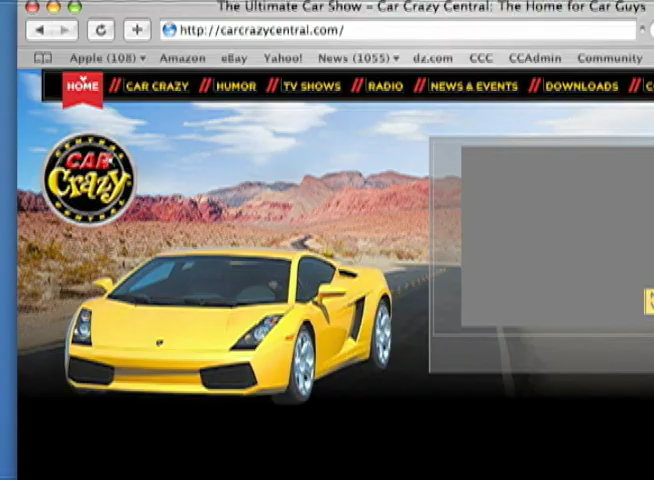 The Ultimate Car Show – Car Crazy Central: The Home for Car Guys
http://carcrazycentral.com/
Apple (108) Amazon eBay Yahoo! News (1055) dz.com CCC CCAdmin Community
HOME // CAR CRAZY // HUMOR // TV SHOWS // RADIO // NEWS & EVENTS // DOWNLOADS //
CENTRAL
CAR
Crazy
CENTRAL